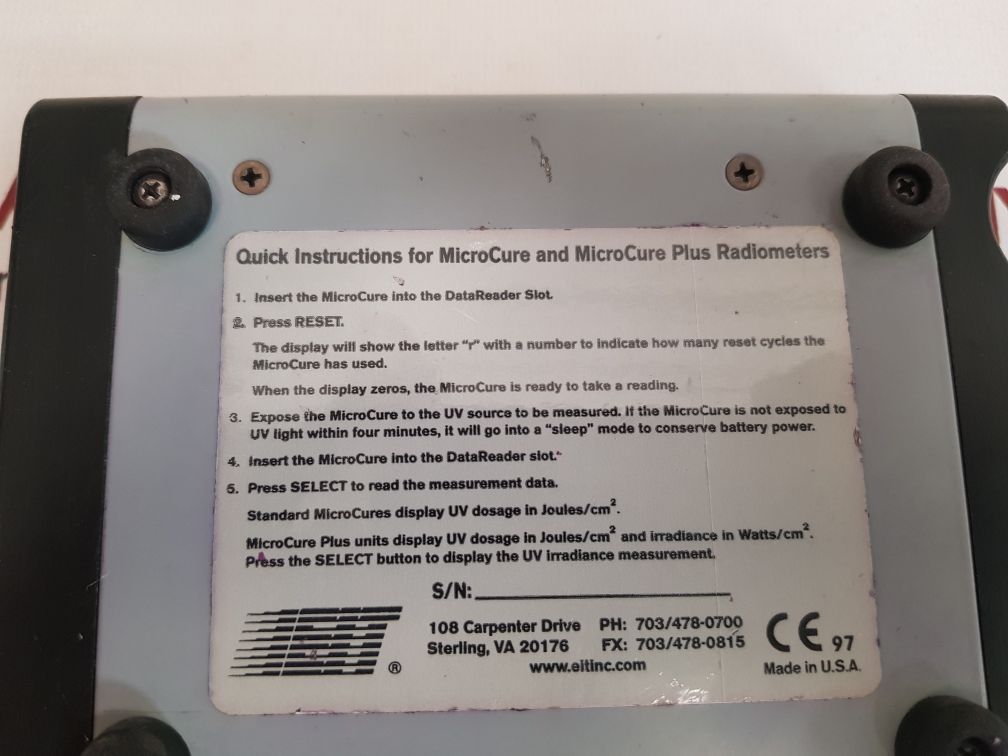 Quick Instructions for MicroCure and MicroCure Plus Radiometers
1. Insert the MicroCure into the DataReader Slot.
2. Press RESET.
The display will show the letter "r" with a number to indicate how many reset cycles the
MicroCure has used.
When the display zeros, the MicroCure is ready to take a reading.
3. Expose the MicroCure to the UV source to be measured. If the MicroCure is not exposed to
UV light within four minutes, it will go into a "sleep" mode to conserve battery power.
4. Insert the MicroCure into the DataReader slot.
5. Press SELECT to read the measurement data.
Standard MicroCures display UV dosage in Joules/cm².
MicroCure Plus units display UV dosage in Joules/cm² and irradiance in Watts/cm².
Press the SELECT button to display the UV irradiance measurement.
S/N:
EIT ®
108 Carpenter Drive PH: 703/478-0700
Sterling, VA 20176 FX: 703/478-0815
www.eitinc.com
CE 97
Made in U.S.A.